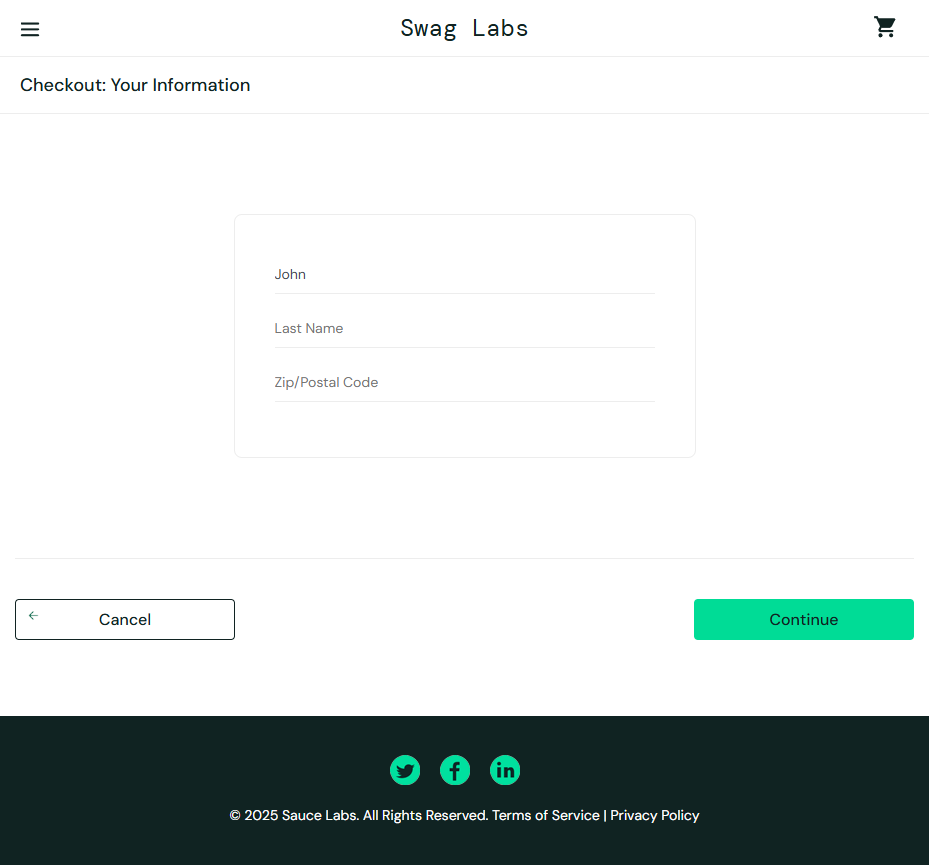 Swag Labs
Checkout: Your Information
John
Last Name
Zip/Postal Code
Cancel
Continue
© 2025 Sauce Labs. All Rights Reserved. Terms of Service | Privacy Policy